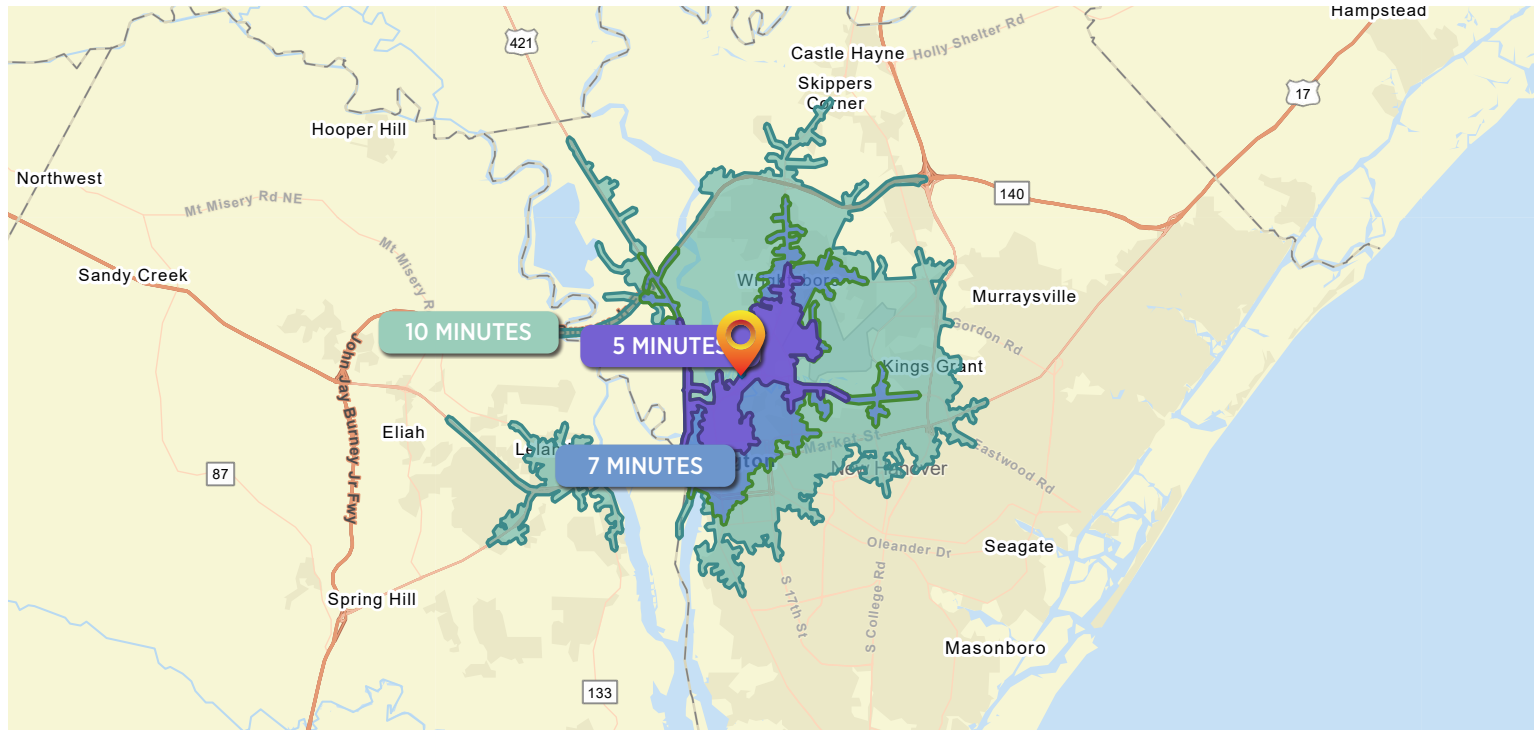 Hampstead
421
Holly Shelter Rd
Castle Hayne
Skippers
Corner
17
Hooper Hill
Northwest
Mt Misery Rd NE
140
Mt Misery R
Sandy Creek
Murraysville
10 MINUTES
5 MINUTES
Gordon Rd
Kings Grant
John Jay Burney Jr Fwy
Eliah
Market St
7 MINUTES
gton
New Hanover
Eastwood Rd
87
Oleander Dr
Seagate
S 17th St
S College Rd
Spring Hill
Masonboro
133